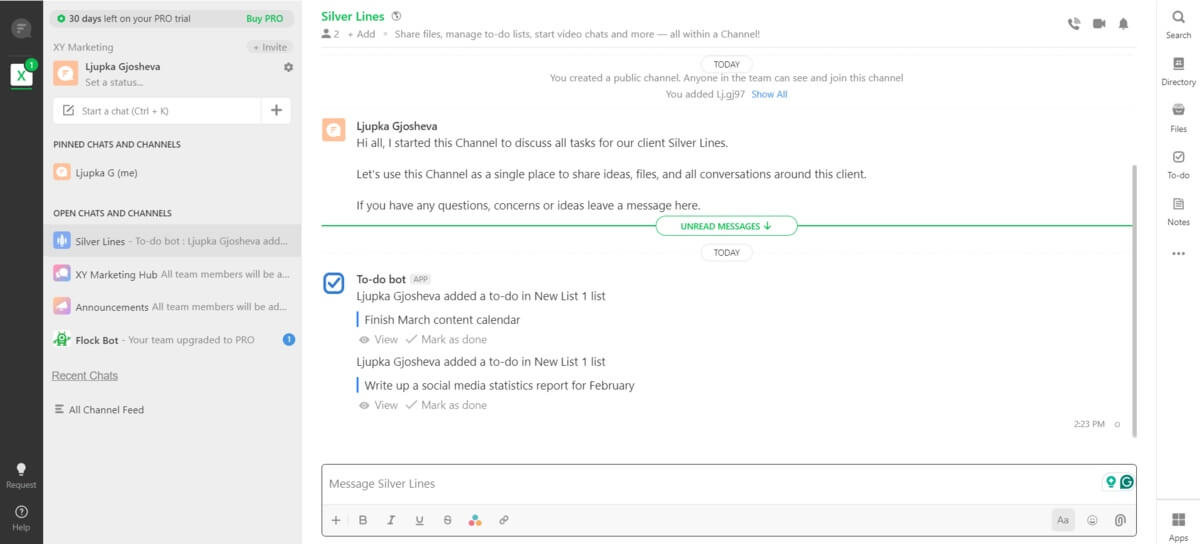 30 days left on your PRO trial
Buy PRO
XY Marketing
+ Invite
X
1
Ljupka Gjosheva
Set a status...
Start a chat (Ctrl + K)
+
PINNED CHATS AND CHANNELS
Ljupka G (me)
OPEN CHATS AND CHANNELS
Silver Lines - To-do bot : Ljupka Gjosheva add...
XY Marketing Hub All team members will be a...
Announcements All team members will be ad...
Flock Bot - Your team upgraded to PRO
1
Recent Chats
All Channel Feed
Request
Help
Silver Lines
2 + Add Share files, manage to-do lists, start video chats and more — all within a Channel!
TODAY
You created a public channel. Anyone in the team can see and join this channel
You added Lj.gj97 Show All
Ljupka Gjosheva
Hi all, I started this Channel to discuss all tasks for our client Silver Lines.
Let's use this Channel as a single place to share ideas, files, and all conversations around this client.
If you have any questions, concerns or ideas leave a message here.
UNREAD MESSAGES ↓
TODAY
To-do bot APP
Ljupka Gjosheva added a to-do in New List 1 list
Finish March content calendar
View Mark as done
Ljupka Gjosheva added a to-do in New List 1 list
Write up a social media statistics report for February
View Mark as done
2:23 PM
Message Silver Lines
+ B I U S Aa
Search
Directory
Files
To-do
Notes
Apps